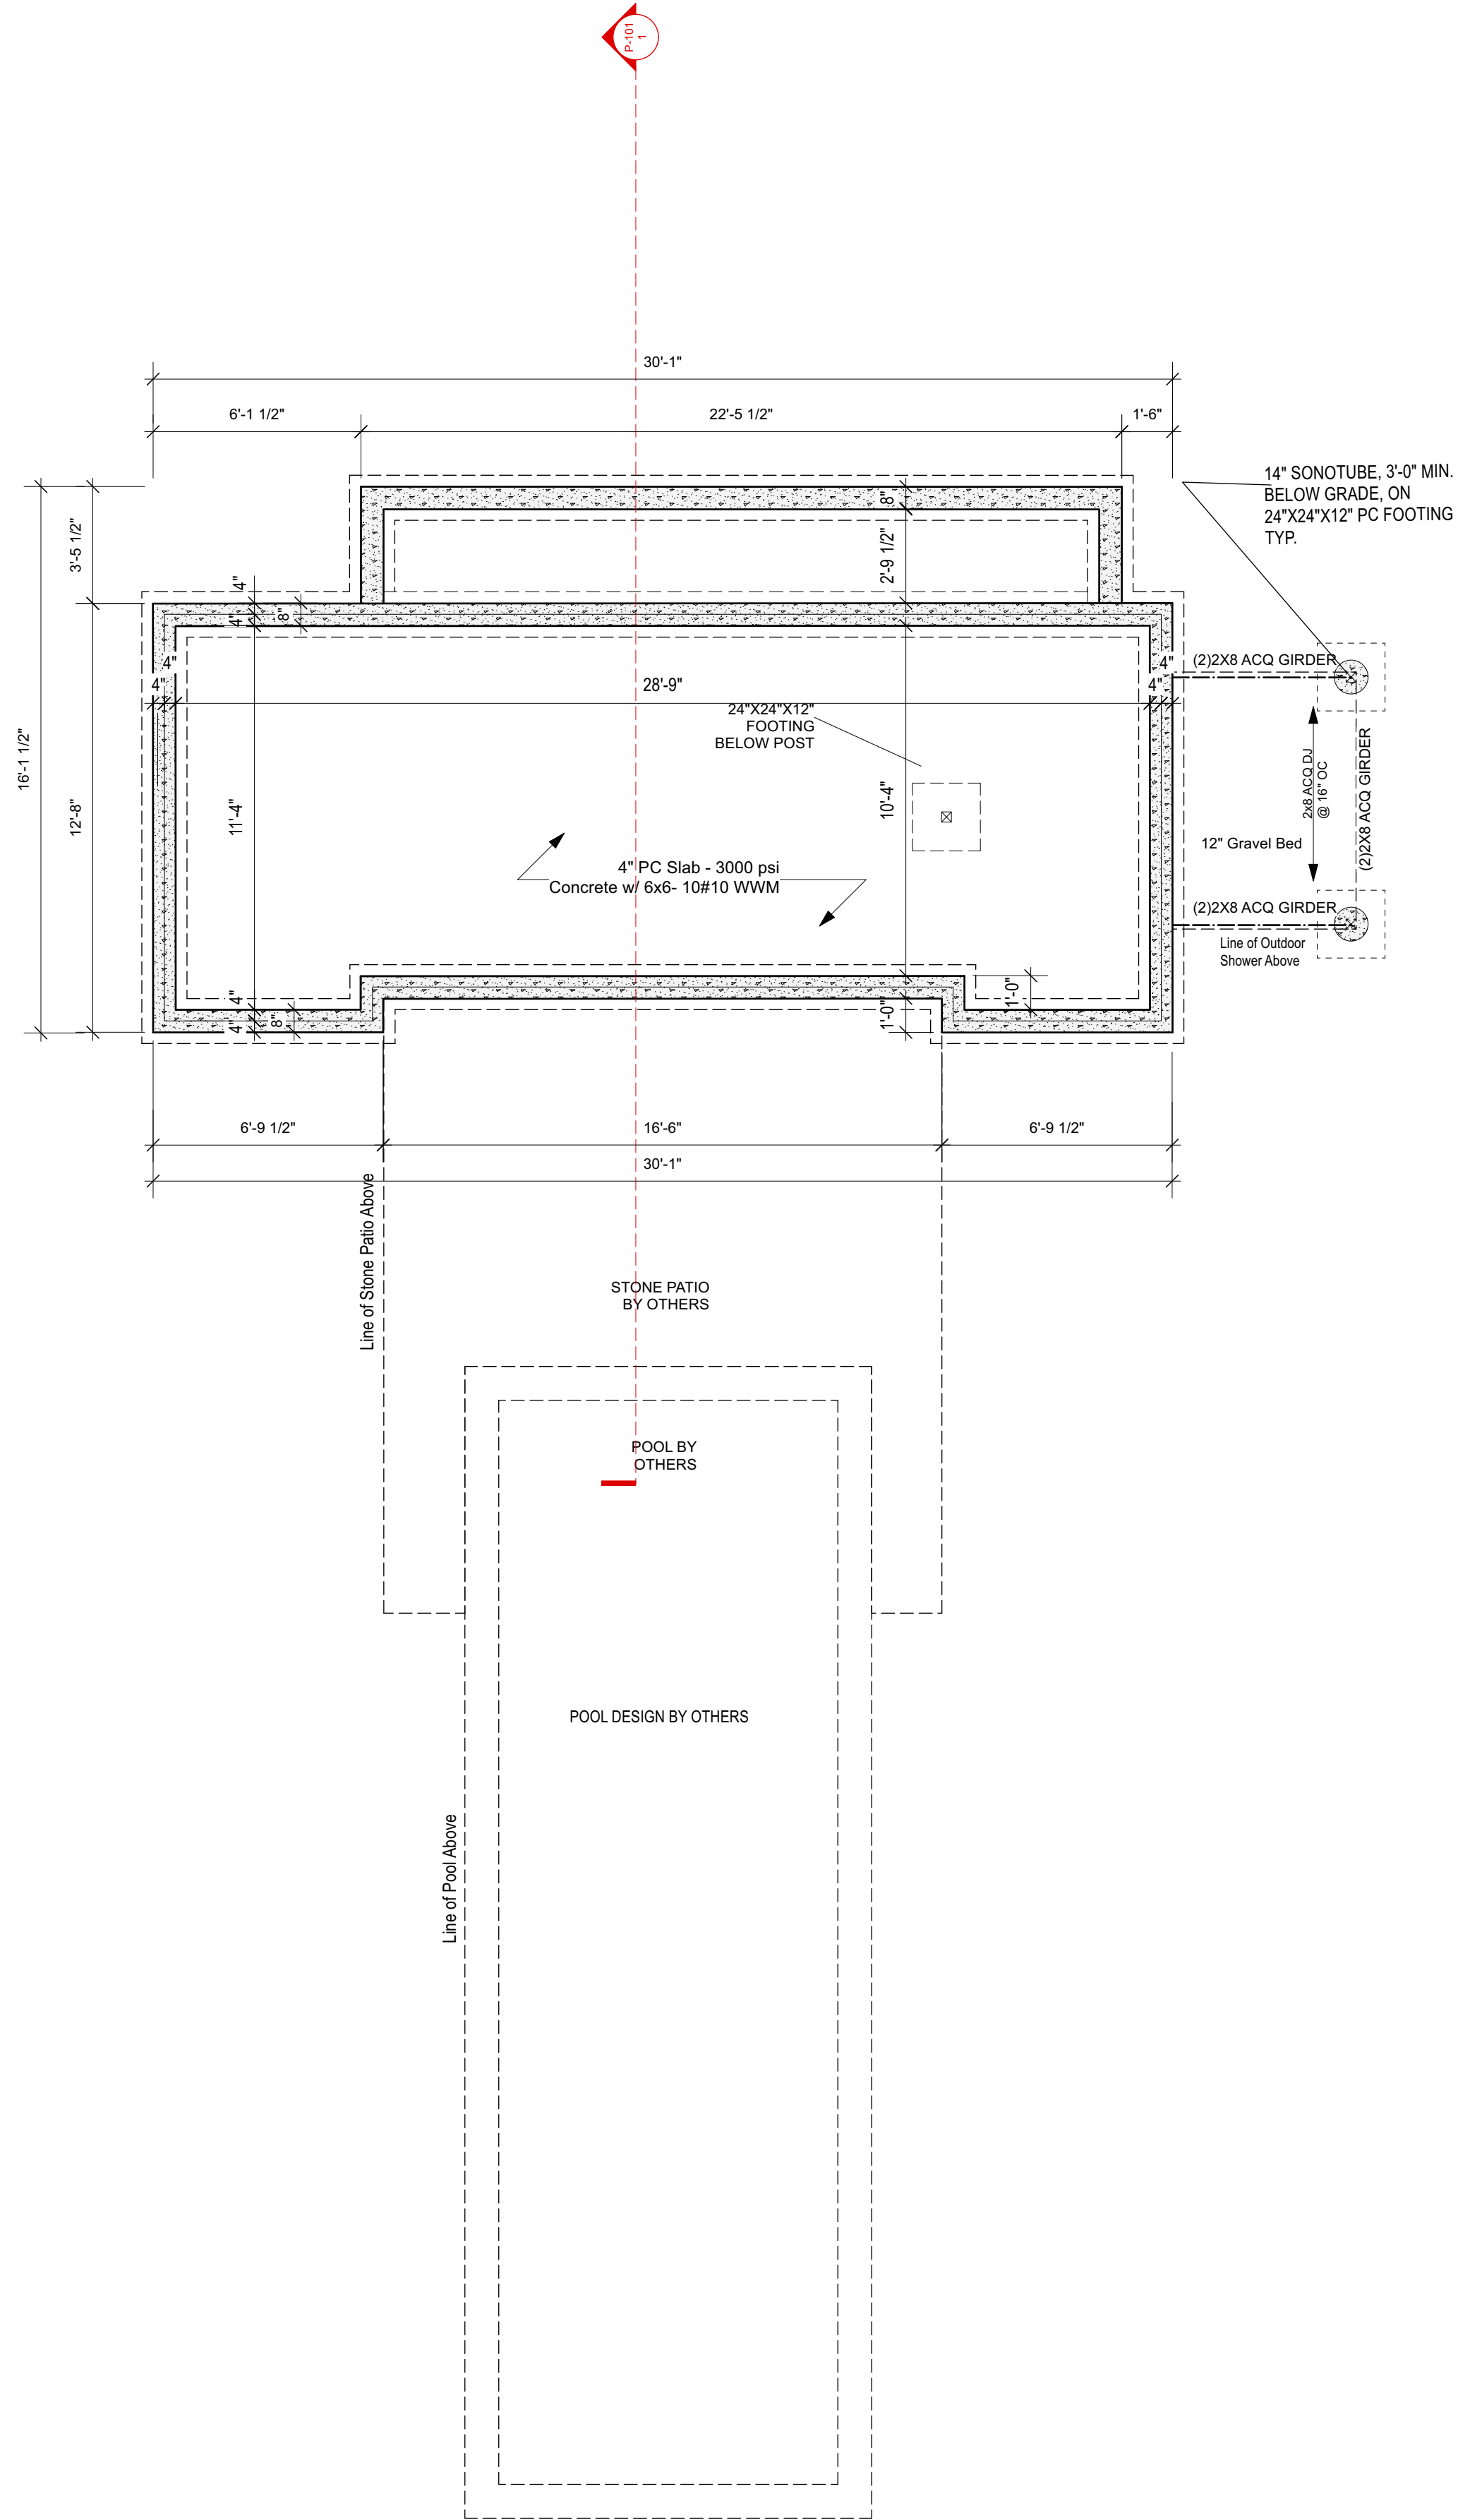 P-101
1
30'-1"
6'-1 1/2"
22'-5 1/2"
1'-6"
14" SONOTUBE, 3'-0" MIN.
BELOW GRADE, ON
24"X24"X12" PC FOOTING
TYP.
16'-1 1/2"
3'-5 1/2"
12'-8"
8"
2'-9 1/2"
4"
4"
8"
4"
4"
28'-9"
4"
4"
(2)2X8 ACQ GIRDER
24"X24"X12"
FOOTING
BELOW POST
11'-4"
10'-4"
2x8 ACQ DJ
@ 16" OC
(2)2X8 ACQ GIRDER
12" Gravel Bed
4" PC Slab - 3000 psi
Concrete w/ 6x6- 10#10 WWM
(2)2X8 ACQ GIRDER
Line of Outdoor
Shower Above
4"
4"
8"
1'-0"
1'-0"
6'-9 1/2"
16'-6"
6'-9 1/2"
30'-1"
Line of Stone Patio Above
STONE PATIO
BY OTHERS
POOL BY
OTHERS
POOL DESIGN BY OTHERS
Line of Pool Above